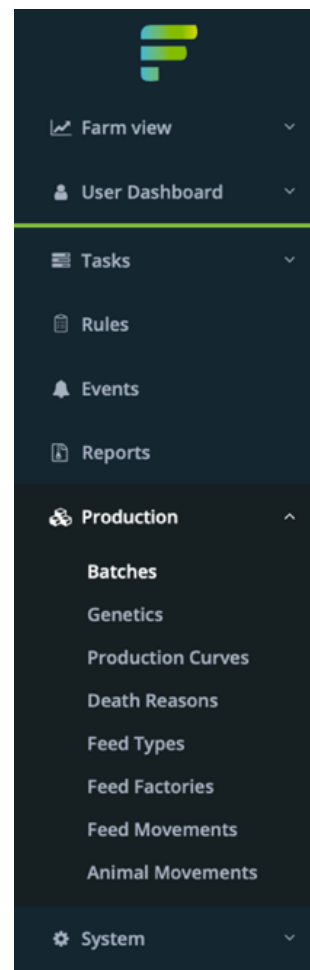 Farm view
User Dashboard
Tasks
Rules
Events
Reports
Production
Batches
Genetics
Production Curves
Death Reasons
Feed Types
Feed Factories
Feed Movements
Animal Movements
System